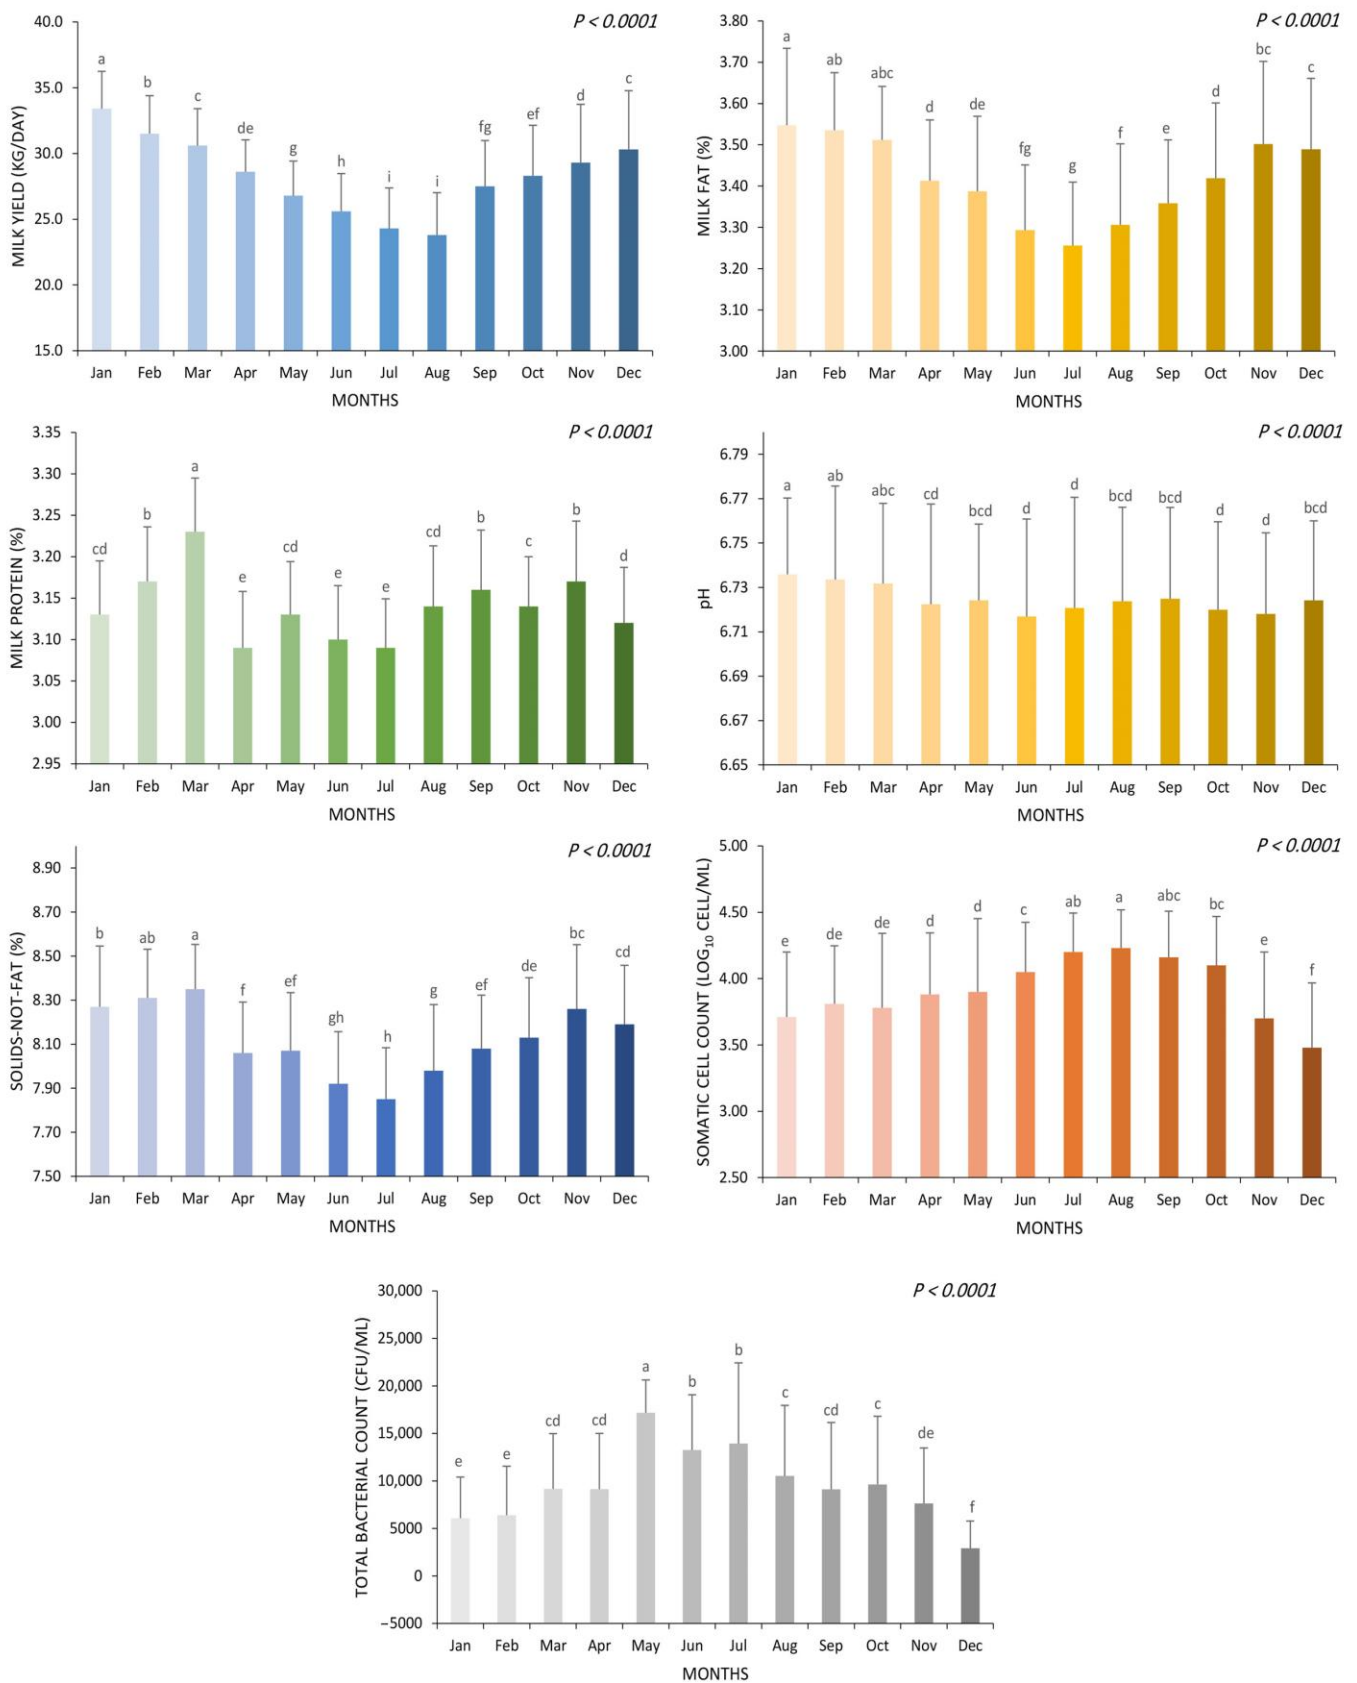 P < 0.0001
MILK YIELD (KG/DAY)
40.0
35.0
30.0
25.0
20.0
15.0
a b c de g h i i fg ef d c
Jan Feb Mar Apr May Jun Jul Aug Sep Oct Nov Dec
MONTHS
P < 0.0001
MILK FAT (%)
3.80
3.70
3.60
3.50
3.40
3.30
3.20
3.10
3.00
a ab abc d de fg g f e d bc c
Jan Feb Mar Apr May Jun Jul Aug Sep Oct Nov Dec
MONTHS
P < 0.0001
MILK PROTEIN (%)
3.35
3.30
3.25
3.20
3.15
3.10
3.05
3.00
2.95
cd b a e cd e e cd b c b d
Jan Feb Mar Apr May Jun Jul Aug Sep Oct Nov Dec
MONTHS
P < 0.0001
pH
6.79
6.77
6.75
6.73
6.71
6.69
6.67
6.65
a ab abc cd bcd d d bcd bcd d d bcd
Jan Feb Mar Apr May Jun Jul Aug Sep Oct Nov Dec
MONTHS
P < 0.0001
SOLIDS-NOT-FAT (%)
8.90
8.70
8.50
8.30
8.10
7.90
7.70
7.50
b ab a f ef gh h g ef de bc cd
Jan Feb Mar Apr May Jun Jul Aug Sep Oct Nov Dec
MONTHS
P < 0.0001
SOMATIC CELL COUNT (LOG₁₀ CELL/ML)
5.00
4.50
4.00
3.50
3.00
2.50
e de de d d c ab a abc bc e f
Jan Feb Mar Apr May Jun Jul Aug Sep Oct Nov Dec
MONTHS
P < 0.0001
TOTAL BACTERIAL COUNT (CFU/ML)
30,000
25,000
20,000
15,000
10,000
5000
0
−5000
e e cd cd a b b c cd c de f
Jan Feb Mar Apr May Jun Jul Aug Sep Oct Nov Dec
MONTHS